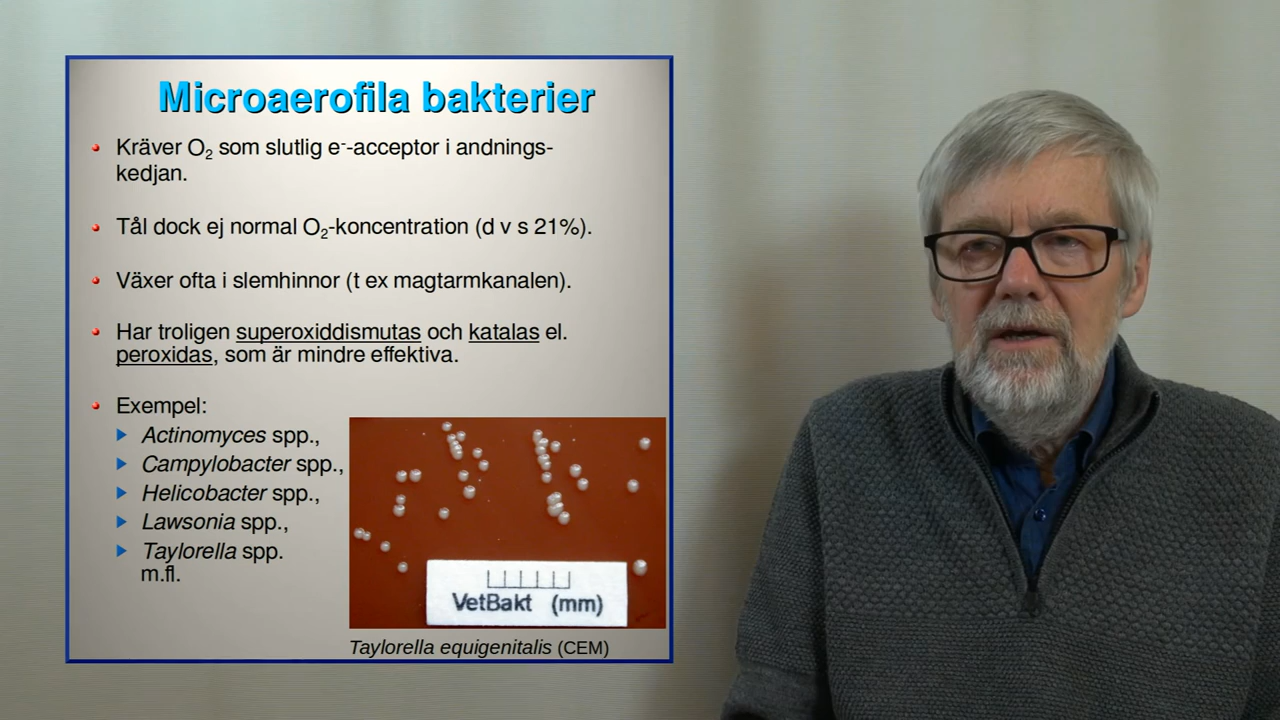 Microaerofila bakterier
Kräver O₂ som slutlig e⁻-acceptor i andnings-
kedjan.
Tål dock ej normal O₂-koncentration (d v s 21%).
Växer ofta i slemhinnor (t ex magtarmkanalen).
Har troligen superoxiddismutas och katalas el.
peroxidas, som är mindre effektiva.
Exempel:
Actinomyces spp.,
Campylobacter spp.,
Helicobacter spp.,
Lawsonia spp.,
Taylorella spp.
m.fl.
VetBakt (mm)
Taylorella equigenitalis (CEM)